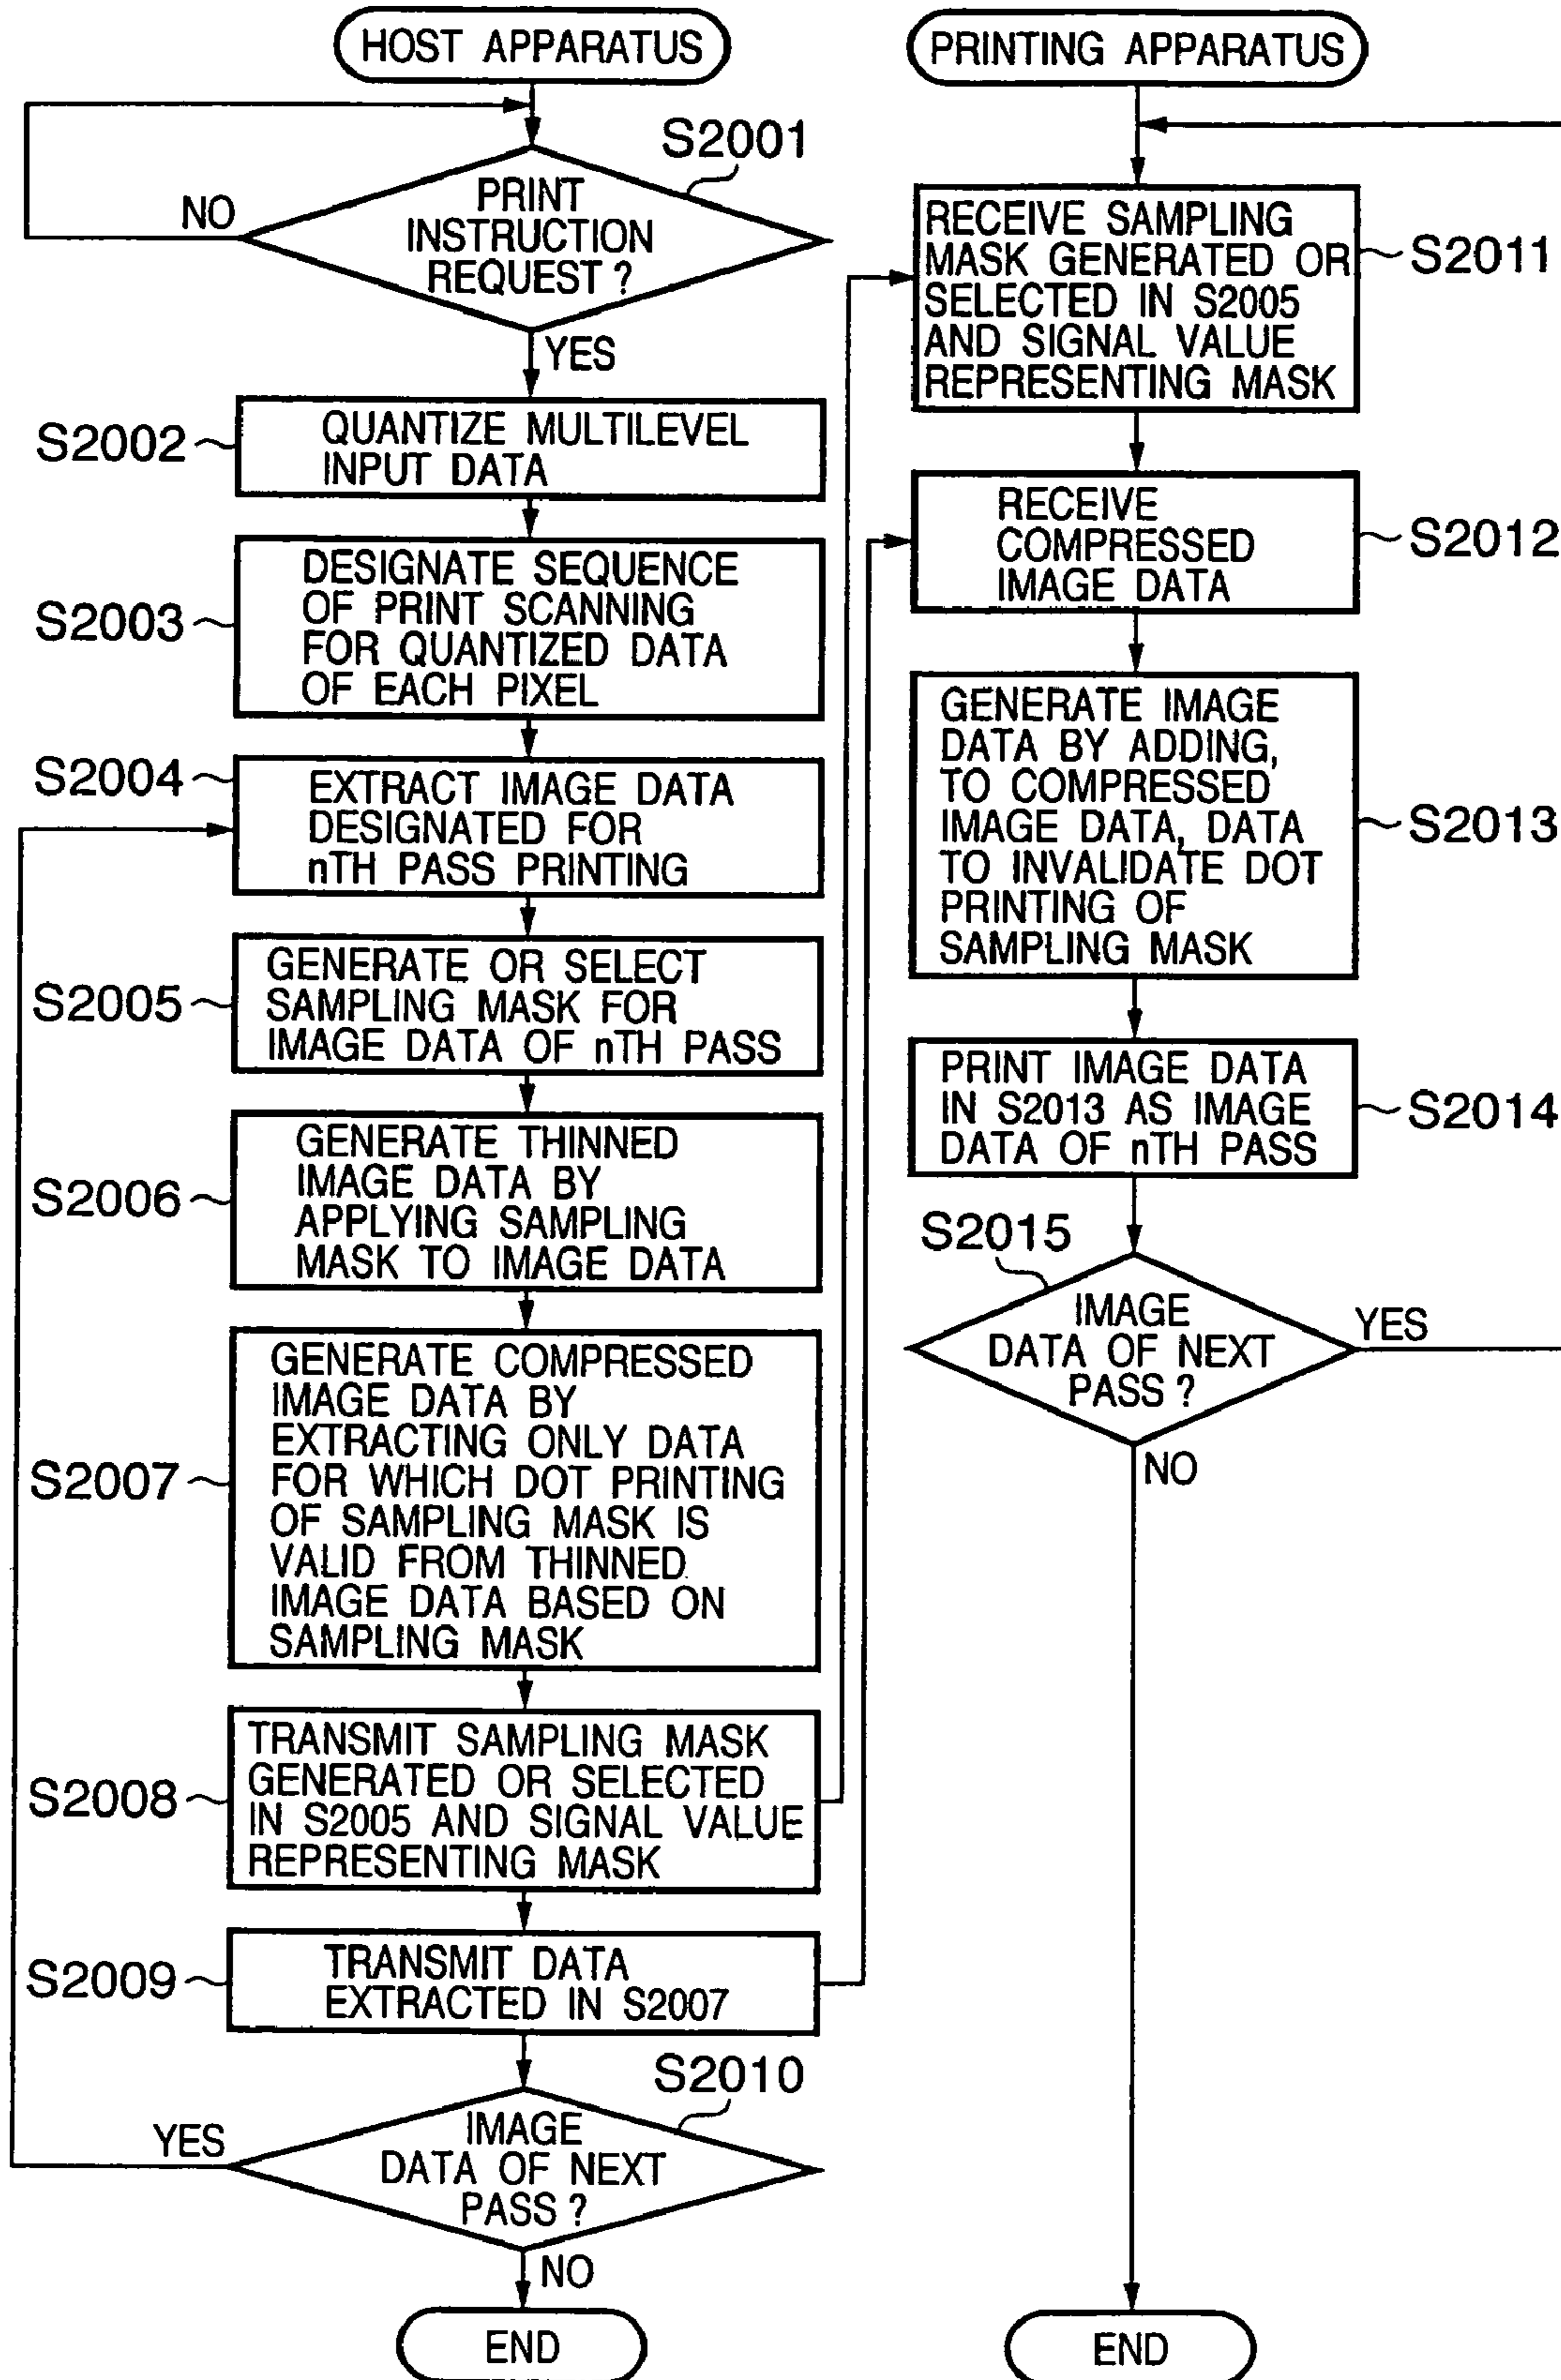 HOST APPARATUS
S2001
PRINT
INSTRUCTION
REQUEST ?
NO
YES
S2002
QUANTIZE MULTILEVEL
INPUT DATA
S2003
DESIGNATE SEQUENCE
OF PRINT SCANNING
FOR QUANTIZED DATA
OF EACH PIXEL
S2004
EXTRACT IMAGE DATA
DESIGNATED FOR
nTH PASS PRINTING
S2005
GENERATE OR SELECT
SAMPLING MASK FOR
IMAGE DATA OF nTH PASS
S2006
GENERATE THINNED
IMAGE DATA BY
APPLYING SAMPLING
MASK TO IMAGE DATA
S2007
GENERATE COMPRESSED
IMAGE DATA BY
EXTRACTING ONLY DATA
FOR WHICH DOT PRINTING
OF SAMPLING MASK IS
VALID FROM THINNED
IMAGE DATA BASED ON
SAMPLING MASK
S2008
TRANSMIT SAMPLING MASK
GENERATED OR SELECTED
IN S2005 AND SIGNAL VALUE
REPRESENTING MASK
S2009
TRANSMIT DATA
EXTRACTED IN S2007
S2010
IMAGE
DATA OF NEXT
PASS ?
YES
NO
END
PRINTING APPARATUS
RECEIVE SAMPLING
MASK GENERATED OR
SELECTED IN S2005
AND SIGNAL VALUE
REPRESENTING MASK
S2011
RECEIVE
COMPRESSED
IMAGE DATA
S2012
GENERATE IMAGE
DATA BY ADDING,
TO COMPRESSED
IMAGE DATA, DATA
TO INVALIDATE DOT
PRINTING OF
SAMPLING MASK
S2013
PRINT IMAGE DATA
IN S2013 AS IMAGE
DATA OF nTH PASS
S2014
S2015
IMAGE
DATA OF NEXT
PASS ?
YES
NO
END